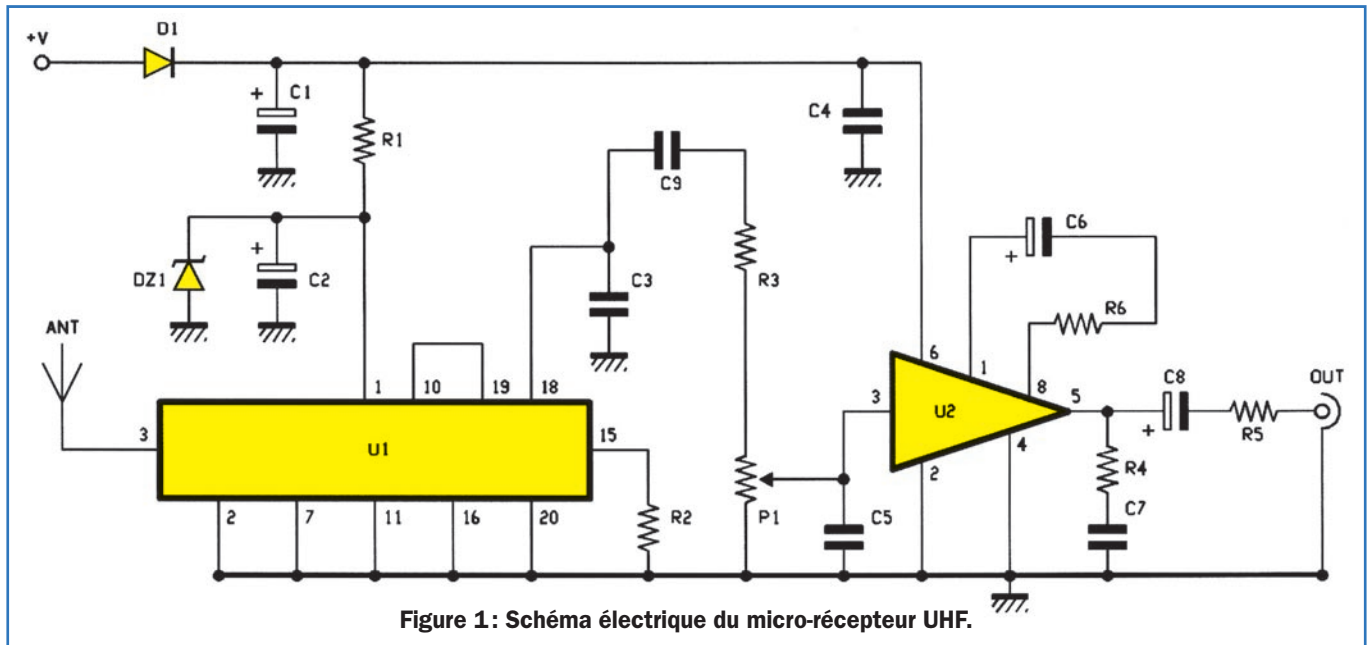 D1
+V
C1
+
R1
C4
C9
C6
+
C2
+
DZ1
C3
R3
R6
ANT
1
10
19
18
6
1
8
C8
OUT
3
U1
15
3
U2
5
+
R5
2
4
R4
2
7
11
16
20
R2
P1
C5
C7
Figure 1: Schéma électrique du micro-récepteur UHF.